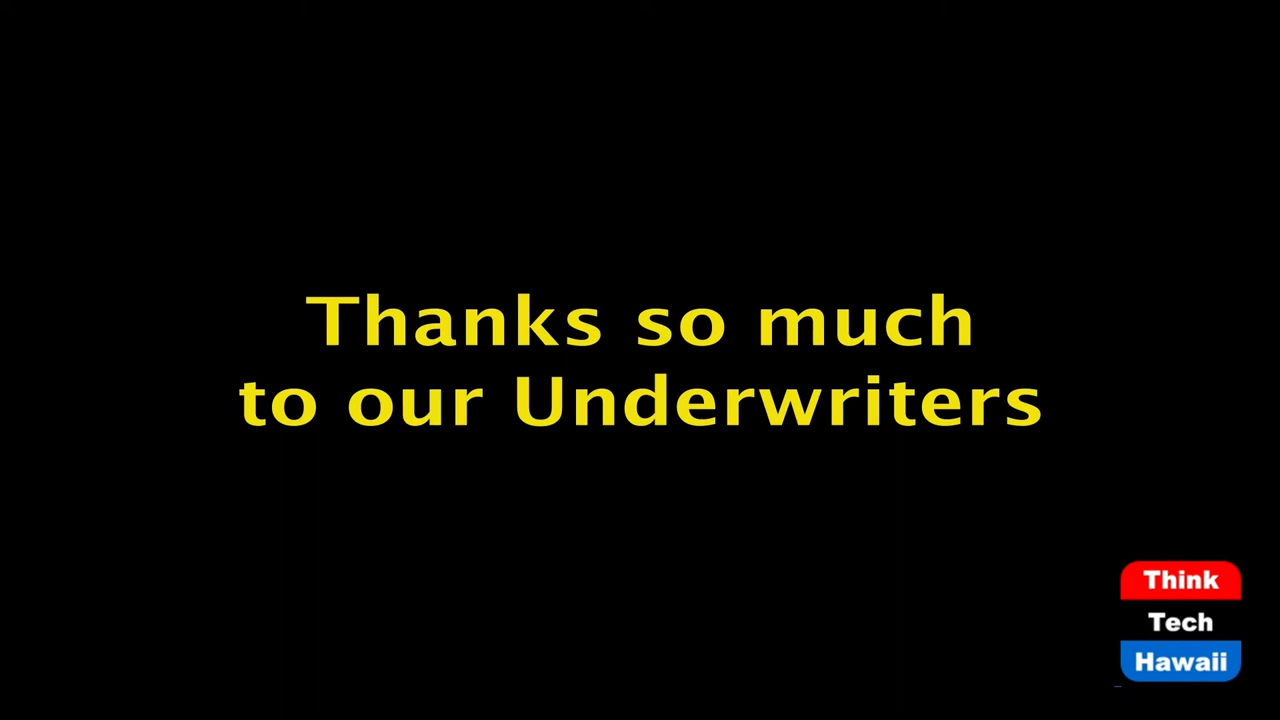 Thanks so much
to our Underwriters
Think
Tech
Hawaii